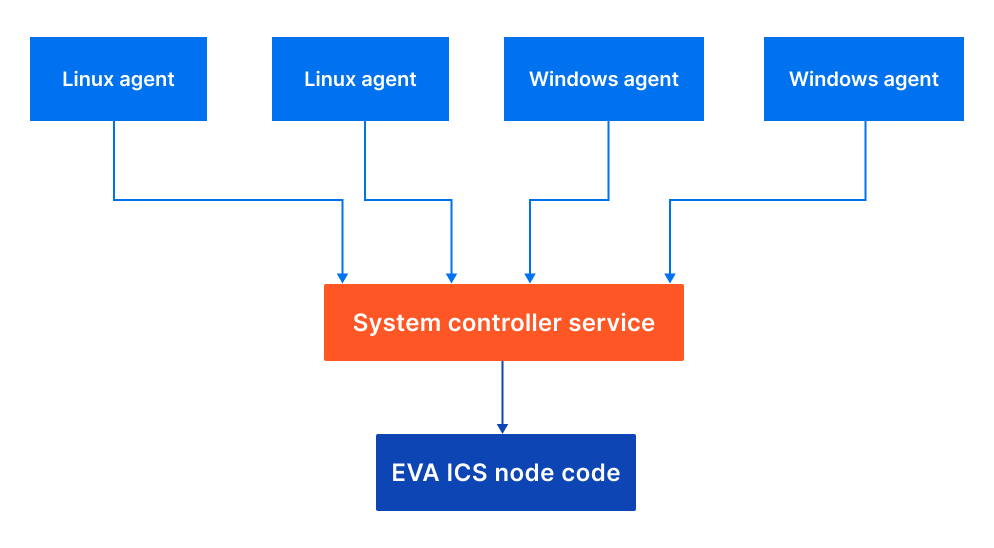 Linux agent
Linux agent
Windows agent
Windows agent
System controller service
EVA ICS node code